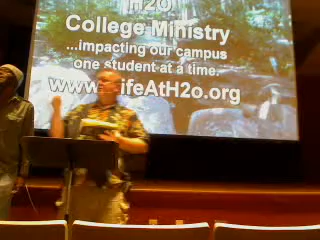 H2O
College Ministry
...impacting our campus
one student at a time.
www.LifeAtH2o.org